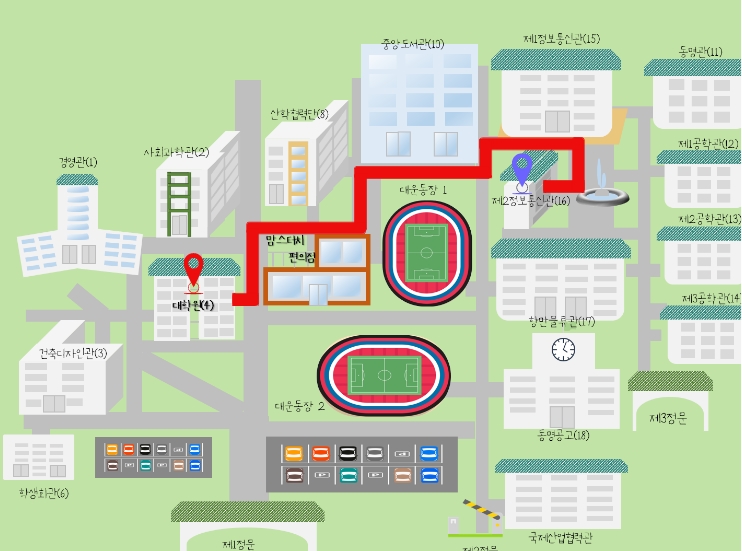 중앙도서관(10)
제1정보통신관(15)
동명관(11)
산학협력단(8)
사회과학관(2)
경영관(1)
제1공학관(12)
대운동장 1
제2정보통신관(16)
제2공학관(13)
맘스터치
편의점
대학원(4)
제3공학관(14)
항만물류관(17)
건축디자인관(3)
대운동장 2
제3정문
동명공고(18)
학생회관(6)
국제산업협력관
제1정문
제2정문